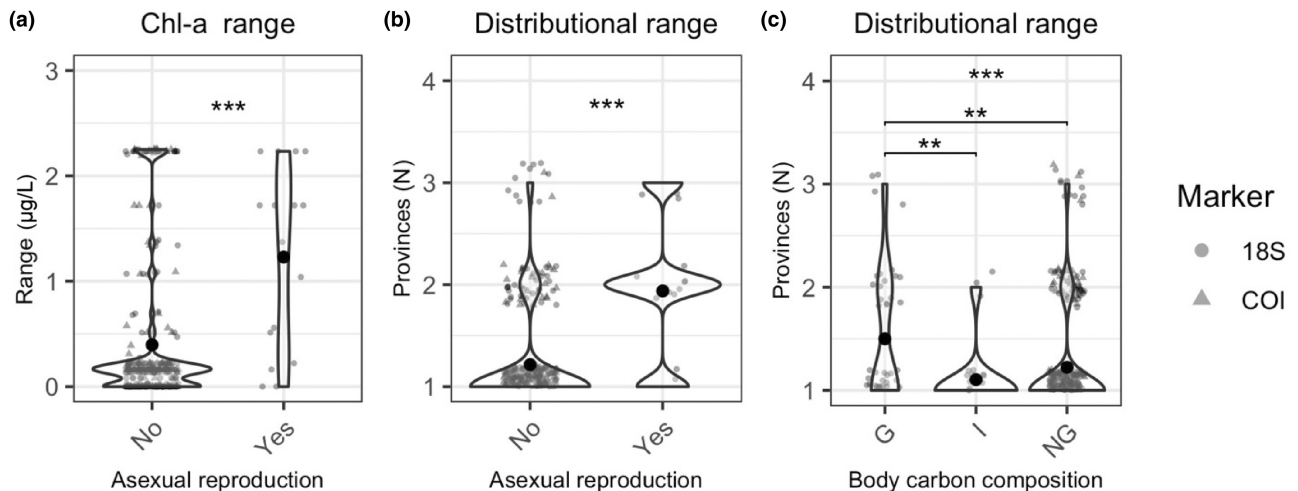 (a) Chl-a range
Range (µg/L)
3
2
1
0
***
No
Yes
Asexual reproduction
(b) Distributional range
Provinces (N)
4
3
2
1
***
No
Yes
Asexual reproduction
(c) Distributional range
Provinces (N)
4
3
2
1
***
**
**
G
I
NG
Body carbon composition
Marker
18S
COI